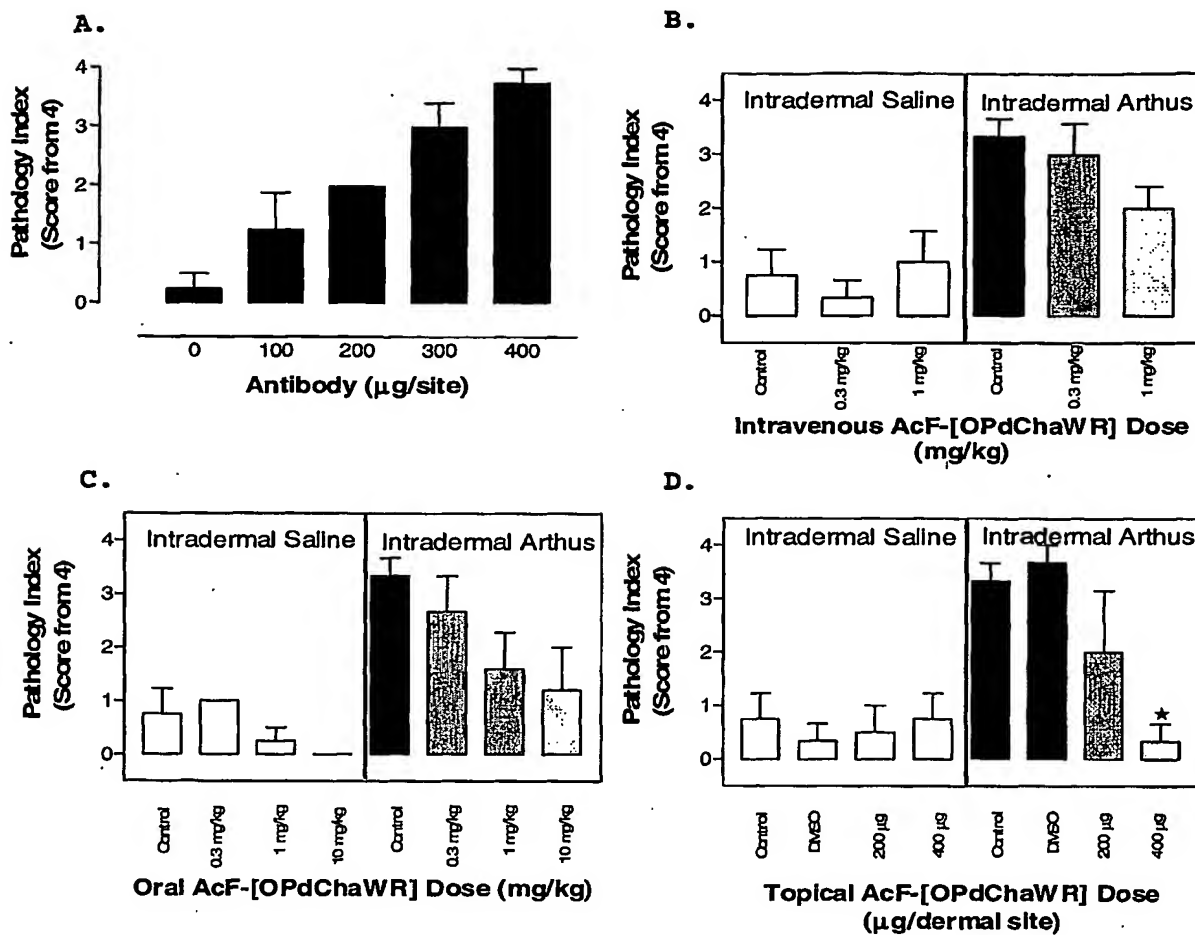 A.
Pathology Index
(Score from 4)
4
3
2
1
0
0 100 200 300 400
Antibody (μg/site)
B.
Pathology Index
(Score from 4)
4
3
2
1
0
Intradermal Saline Intradermal Arthus
Control 0.3 mg/kg 1 mg/kg Control 0.3 mg/kg 1 mg/kg
Intravenous AcF-[OPdChaWR] Dose
(mg/kg)
C.
Pathology Index
(Score from 4)
4
3
2
1
0
Intradermal Saline Intradermal Arthus
Control 0.3 mg/kg 1 mg/kg 10 mg/kg Control 0.3 mg/kg 1 mg/kg 10 mg/kg
Oral AcF-[OPdChaWR] Dose (mg/kg)
D.
Pathology Index
(Score from 4)
4
3
2
1
0
Intradermal Saline Intradermal Arthus
★
Control DMSO 200 μg 400 μg Control DMSO 200 μg 400 μg
Topical AcF-[OPdChaWR] Dose
(μg/dermal site)